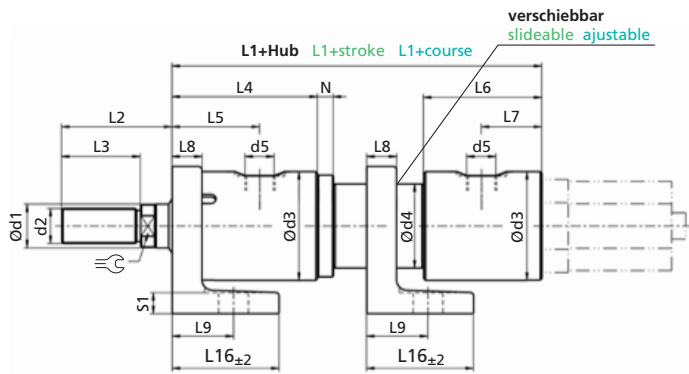 verschiebbar
slideable ajustable
L1+Hub L1+stroke L1+course
L4 N L6
L2 L5 L7
L3 L8 d5 L8 d5
Ød1 d2 Ød3 Ød4 Ød3
S1
L9 L9
L16±2 L16±2